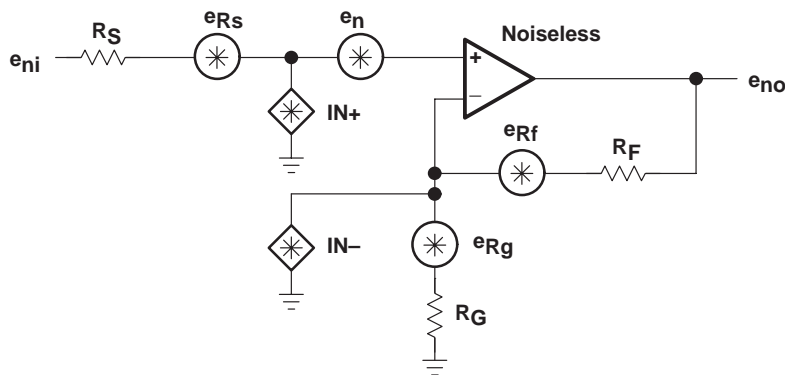 Noiseless
eni
RS
eRs
en
+
−
eno
IN+
eRf
RF
IN−
eRg
RG